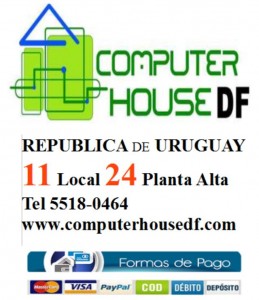 COMPUTER
HOUSE DF
REPUBLICA DE URUGUAY
11 Local 24 Planta Alta
Tel 5518-0464
www.computerhousedf.com
Formas de Pago
MasterCard VISA PayPal COD DÉBITO DEPÓSITO